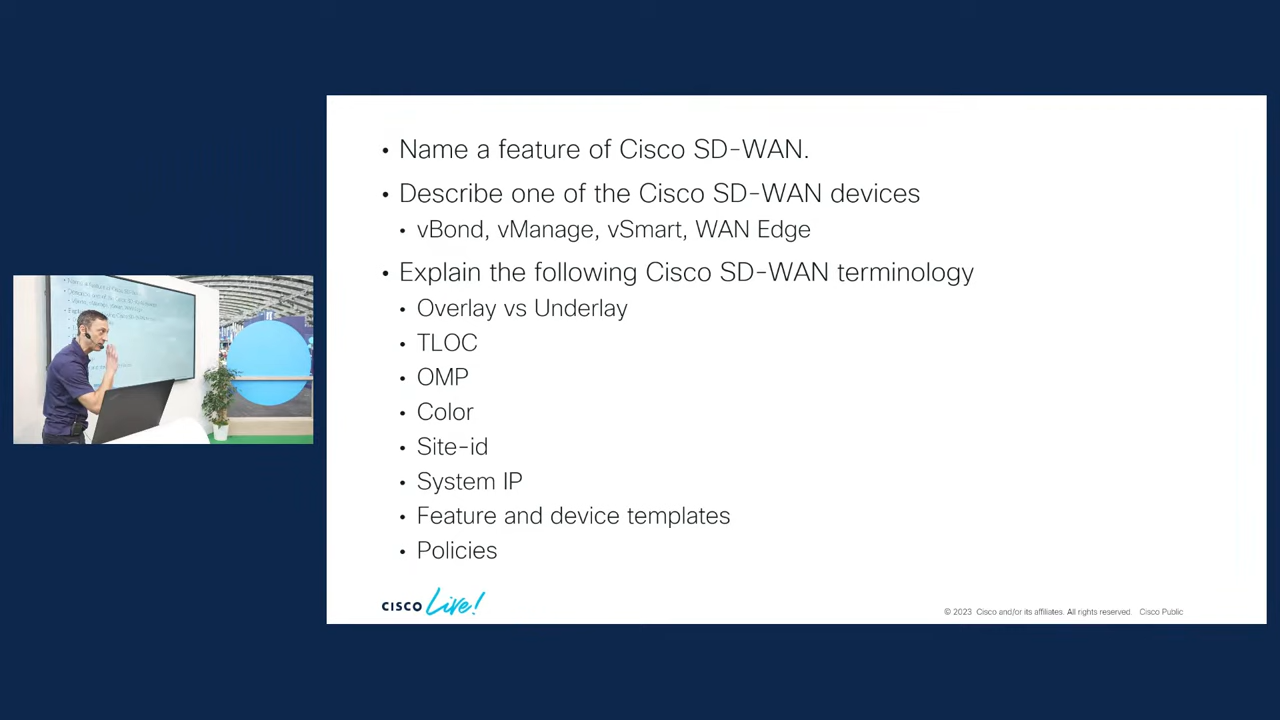 • Name a feature of Cisco SD-WAN.
• Describe one of the Cisco SD-WAN devices
• vBond, vManage, vSmart, WAN Edge
• Explain the following Cisco SD-WAN terminology
• Overlay vs Underlay
• TLOC
• OMP
• Color
• Site-id
• System IP
• Feature and device templates
• Policies
CISCO Live!
© 2023 Cisco and/or its affiliates. All rights reserved. Cisco Public